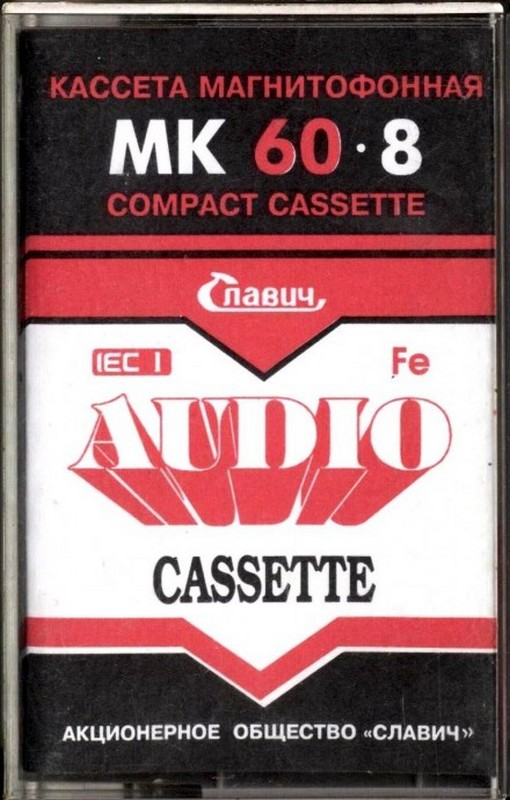 КАССЕТА МАГНИТОФОННАЯ
МК 60·8
COMPACT CASSETTE
Славич
IEC I Fe
AUDIO
CASSETTE
АКЦИОНЕРНОЕ ОБЩЕСТВО «СЛАВИЧ»